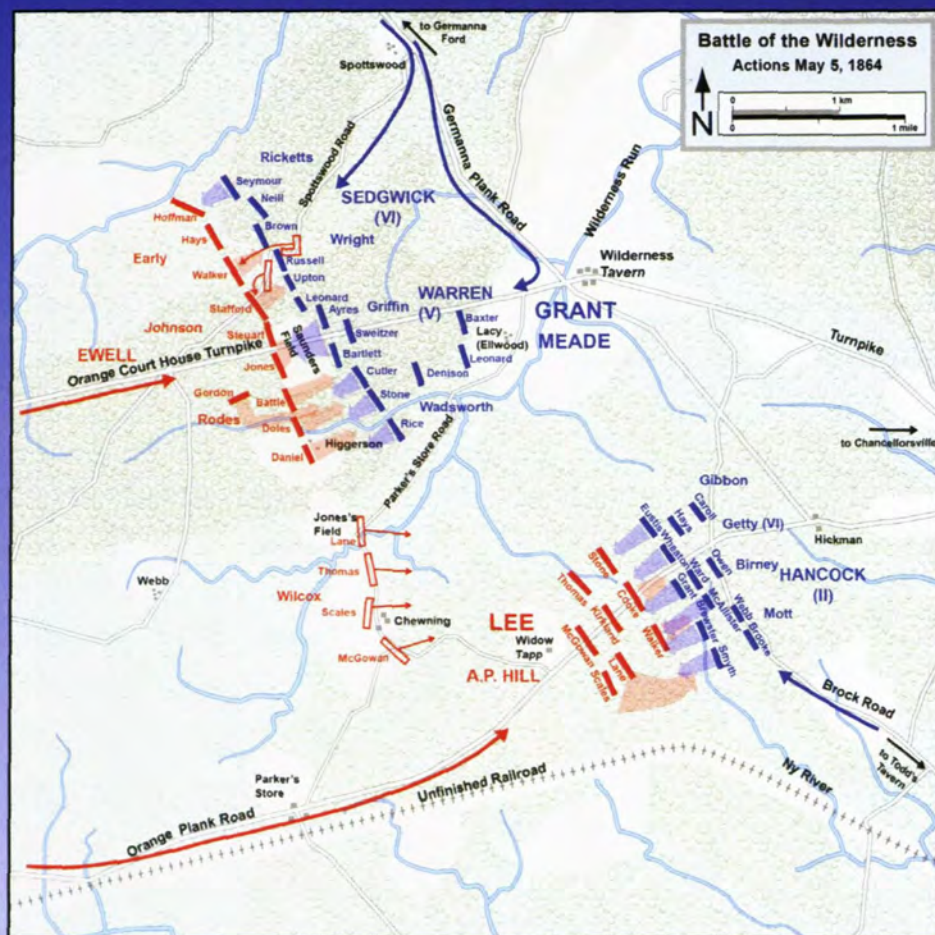 Battle of the Wilderness
Actions May 5, 1864
N
0 1 km
0 1 mile
to Germanna
Ford
Spottswood
Germanna Plank Road
Spottswood Road
Wilderness Run
Ricketts
Seymour
Neill
SEDGWICK
(VI)
Hoffman
Brown
Hays
Wright
Early
Russell
Walker
Upton
Wilderness
Tavern
Leonard
Stafford
Ayres
Griffin
WARREN
(V)
Baxter
GRANT
Johnson
Steuart
Saunders
Field
Sweitzer
Lacy
(Ellwood)
MEADE
Turnpike
EWELL
Orange Court House Turnpike
Jones
Bartlett
Leonard
Cutler
Denison
Gordon
Battle
Stone
Wadsworth
Rodes
Doles
Rice
Higgerson
Daniel
Parker's Store Road
to Chancellorsville
Gibbon
Caroll
Hays
Eustis
Getty (VI)
Jones's
Field
Lane
Wheaton
Hickman
Owen
Birney
Stone
Ward
HANCOCK
(II)
Thomas
Thomas
Grant
McAllister
Webb
Webb
Wilcox
Cooke
Mott
Brooke
Scales
Chewning
Kirkland
Brewster
LEE
Widow
Tapp
Walker
Smyth
McGowan
McGowan
Lane
A.P. HILL
Scales
Brock Road
to Todd's
Tavern
Ny River
Parker's
Store
Unfinished Railroad
Orange Plank Road